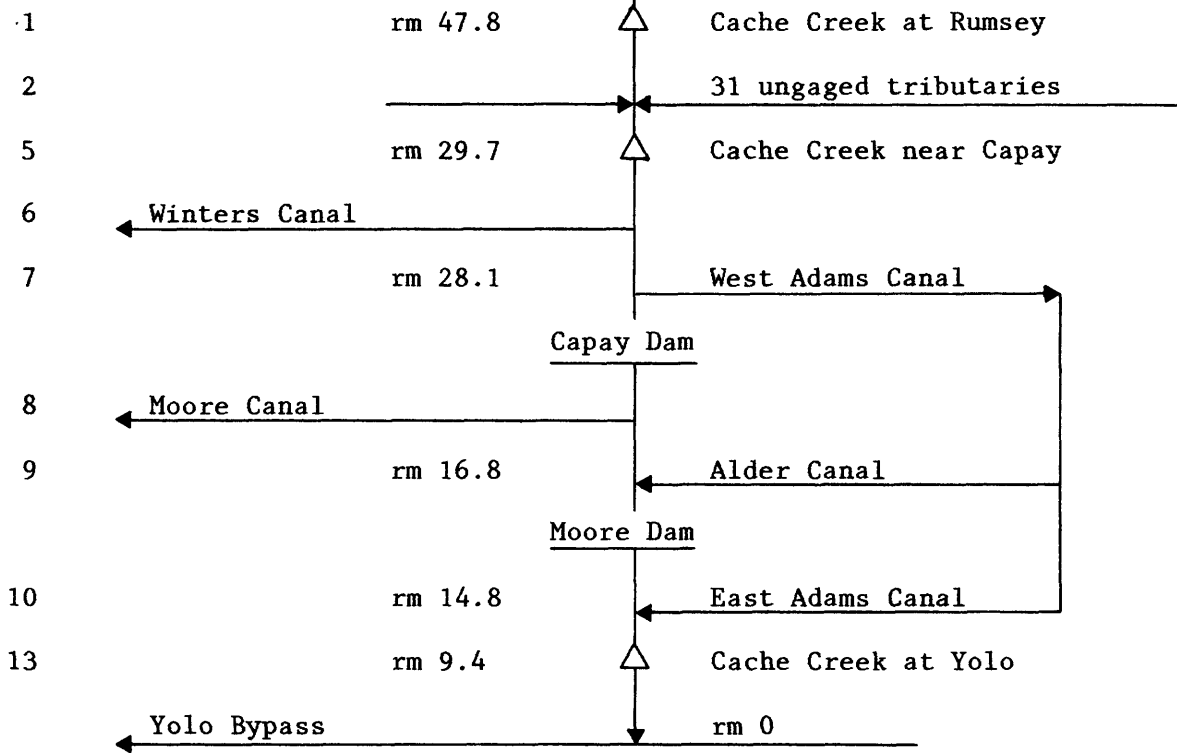 1 rm 47.8 Cache Creek at Rumsey
2 31 ungaged tributaries
5 rm 29.7 Cache Creek near Capay
6 Winters Canal
7 rm 28.1 West Adams Canal
Capay Dam
8 Moore Canal
9 rm 16.8 Alder Canal
Moore Dam
10 rm 14.8 East Adams Canal
13 rm 9.4 Cache Creek at Yolo
Yolo Bypass rm 0